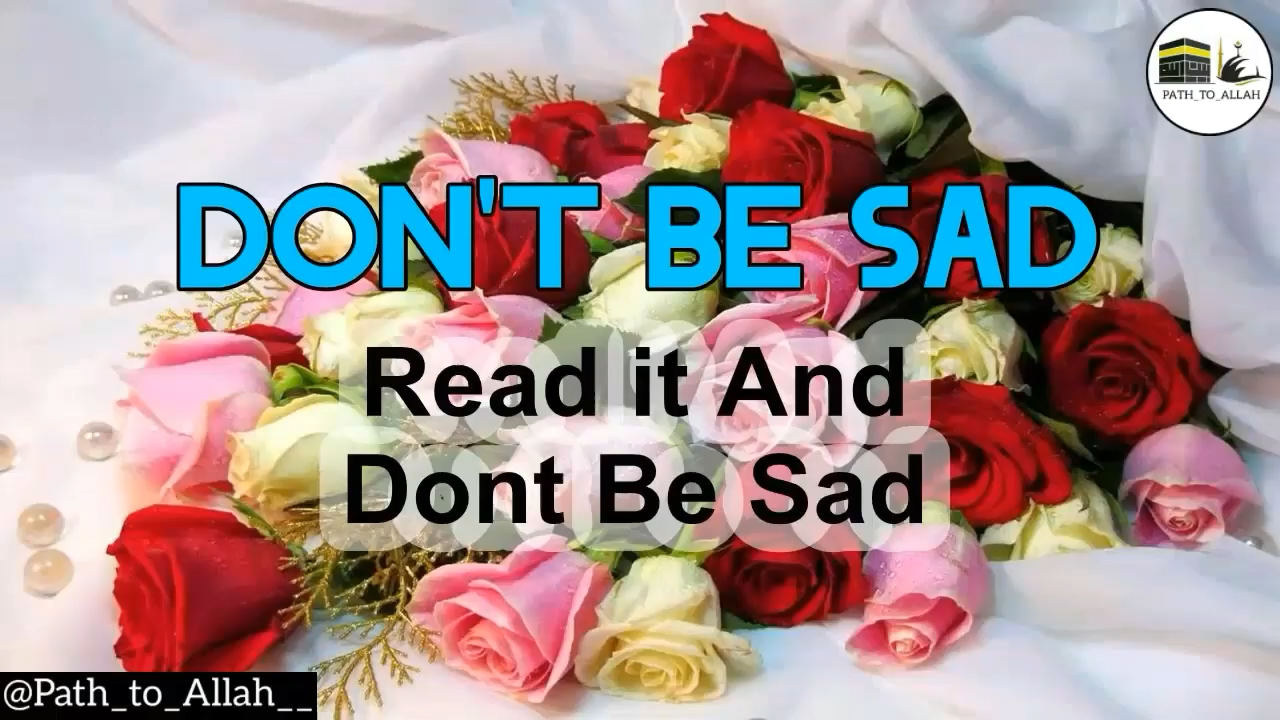 PATH_TO_ALLAH
DON'T BE SAD
Read it And
Dont Be Sad
@Path_to_Allah__